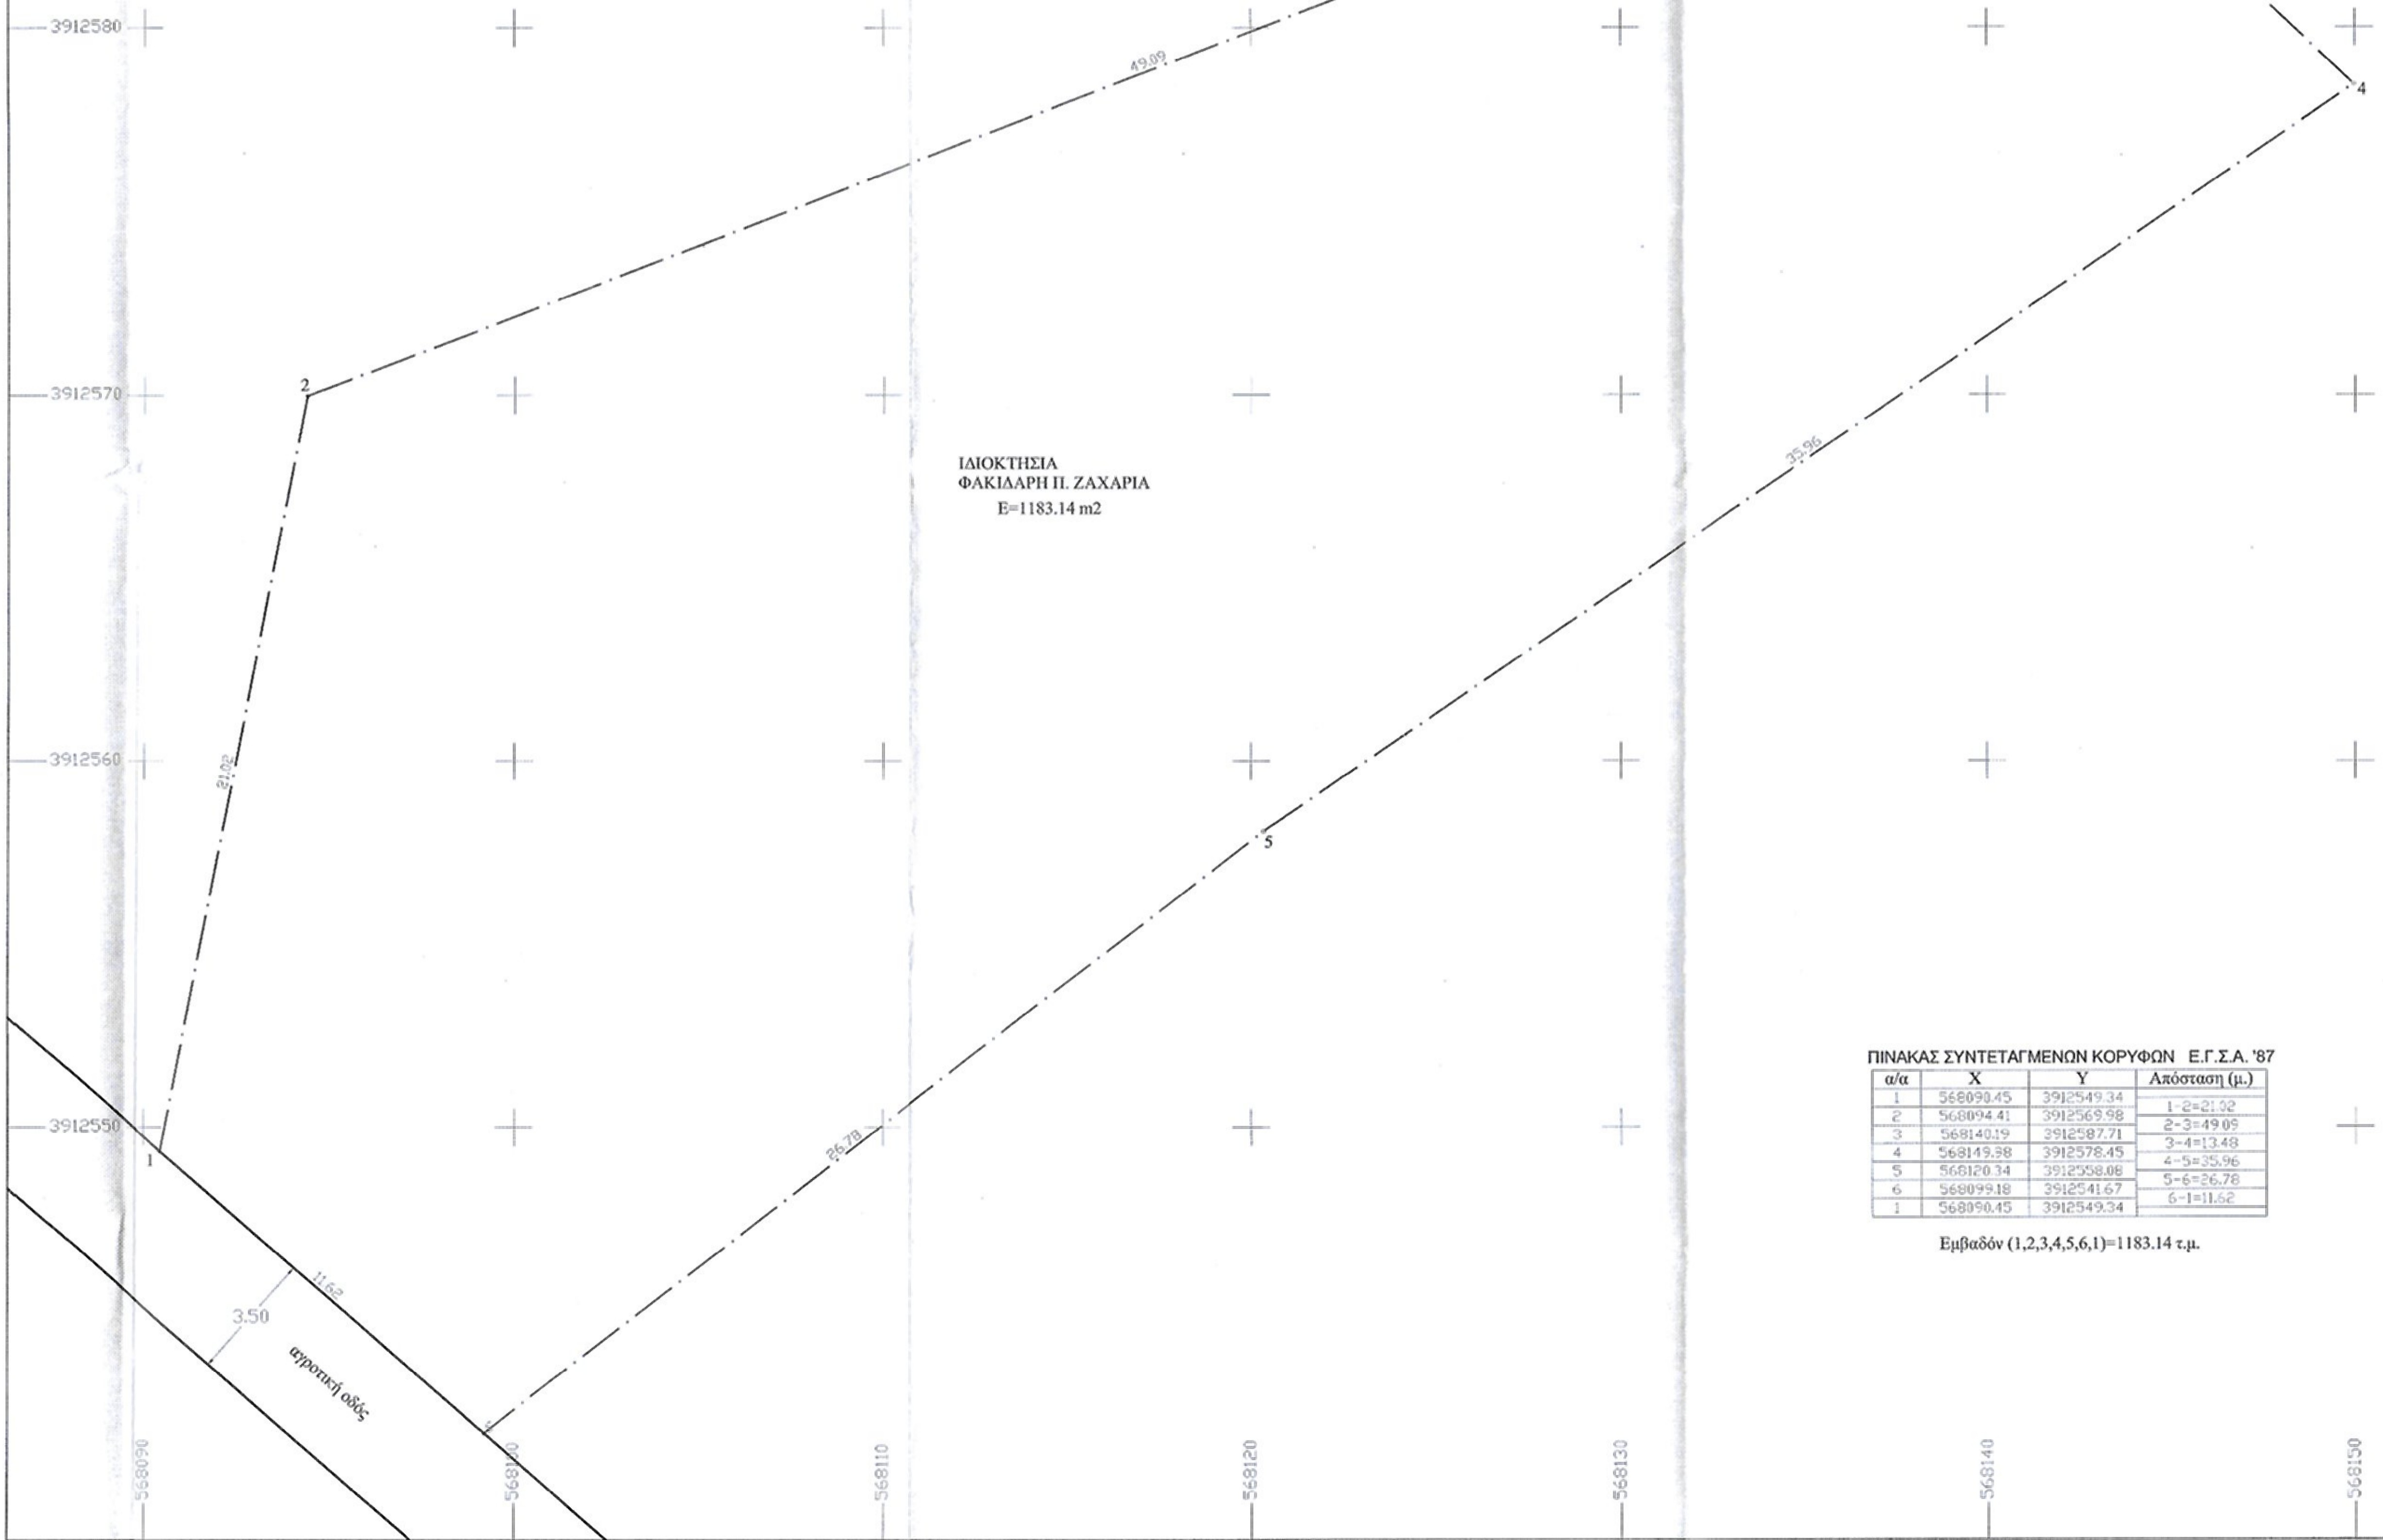 3912580
49.09
4
2
3912570
35.96
ΙΔΙΟΚΤΗΣΙΑ
ΦΑΚΙΔΑΡΗ Π. ΖΑΧΑΡΙΑ
Ε=1183.14 m2
3912560
21.02
5
3912550
26.78
1
11.62
3.50
αγροτική οδός
ΠΙΝΑΚΑΣ ΣΥΝΤΕΤΑΓΜΕΝΩΝ ΚΟΡΥΦΩΝ Ε.Γ.Σ.Α. '87
α/α Χ Υ Απόσταση (μ.)
1 568090.45 3912549.34
1-2=21.02
2 568094.41 3912569.98
2-3=49.09
3 568140.19 3912587.71
3-4=13.48
4 568149.98 3912578.45
4-5=35.96
5 568120.34 3912558.08
5-6=26.78
6 568099.18 3912541.67
6-1=11.62
1 568090.45 3912549.34
Εμβαδόν (1,2,3,4,5,6,1)=1183.14 τ.μ.
568090
568100
568110
568120
568130
568140
568150